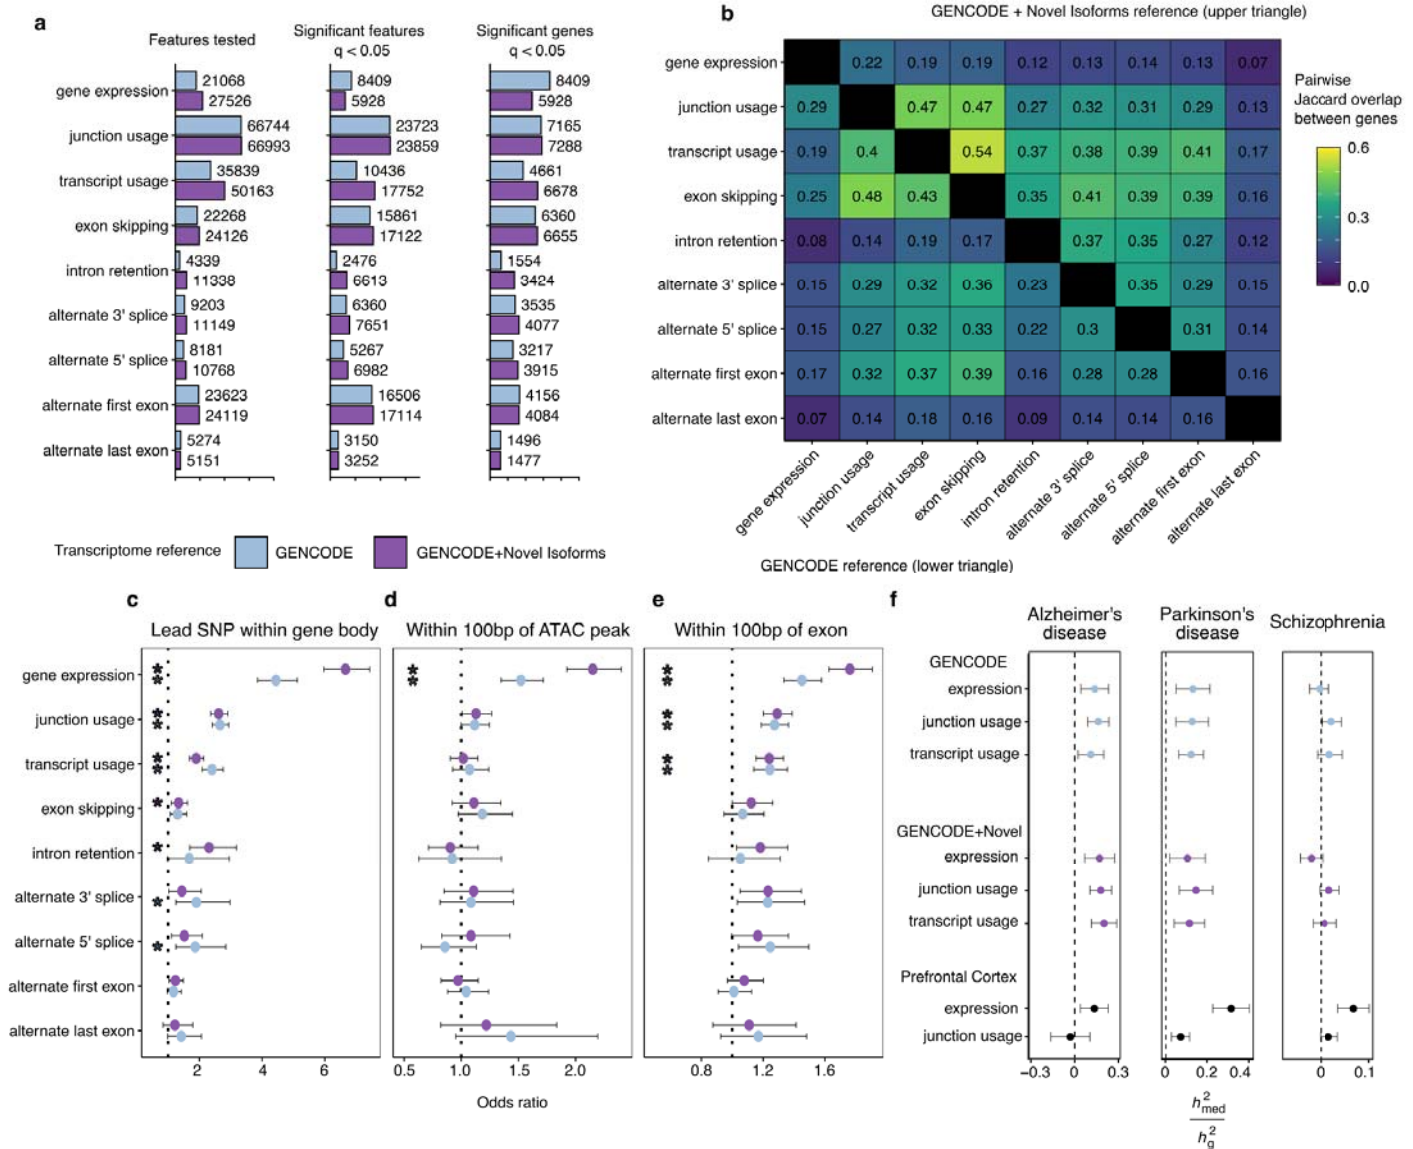 a
Features tested
Significant features
q < 0.05
Significant genes
q < 0.05
gene expression
21068
27526
8409
5928
8409
5928
junction usage
66744
66993
23723
23859
7165
7288
transcript usage
35839
50163
10436
17752
4661
6678
exon skipping
22268
24126
15861
17122
6360
6655
intron retention
4339
11338
2476
6613
1554
3424
alternate 3' splice
9203
11149
6360
7651
3535
4077
alternate 5' splice
8181
10768
5267
6982
3217
3915
alternate first exon
23623
24119
16506
17114
4156
4084
alternate last exon
5274
5151
3150
3252
1496
1477
Transcriptome reference
GENCODE
GENCODE+Novel Isoforms
b
GENCODE + Novel Isoforms reference (upper triangle)
gene expression 0.22 0.19 0.19 0.12 0.13 0.14 0.13 0.07
junction usage 0.29 0.47 0.47 0.27 0.32 0.31 0.29 0.13
transcript usage 0.19 0.4 0.54 0.37 0.38 0.39 0.41 0.17
exon skipping 0.25 0.48 0.43 0.35 0.41 0.39 0.39 0.16
intron retention 0.08 0.14 0.19 0.17 0.37 0.35 0.27 0.12
alternate 3' splice 0.15 0.29 0.32 0.36 0.23 0.35 0.29 0.15
alternate 5' splice 0.15 0.27 0.32 0.33 0.22 0.3 0.31 0.14
alternate first exon 0.17 0.32 0.37 0.39 0.16 0.28 0.28 0.16
alternate last exon 0.07 0.14 0.18 0.16 0.09 0.14 0.14 0.16
gene expression
junction usage
transcript usage
exon skipping
intron retention
alternate 3' splice
alternate 5' splice
alternate first exon
alternate last exon
GENCODE reference (lower triangle)
Pairwise
Jaccard overlap
between genes
0.6
0.3
0.0
c
Lead SNP within gene body
gene expression
* *
junction usage
* *
transcript usage
* *
exon skipping
*
intron retention
*
alternate 3' splice
*
alternate 5' splice
*
alternate first exon
alternate last exon
2 4 6
d
Within 100bp of ATAC peak
* *
0.5 1.0 1.5 2.0
Odds ratio
e
Within 100bp of exon
* *
* *
* *
0.8 1.2 1.6
f
Alzheimer's
disease
Parkinson's
disease
Schizophrenia
GENCODE
expression
junction usage
transcript usage
GENCODE+Novel
expression
junction usage
transcript usage
Prefrontal Cortex
expression
junction usage
−0.3 0 0.3
0 0.2 0.4
0 0.1
h²med
h²g